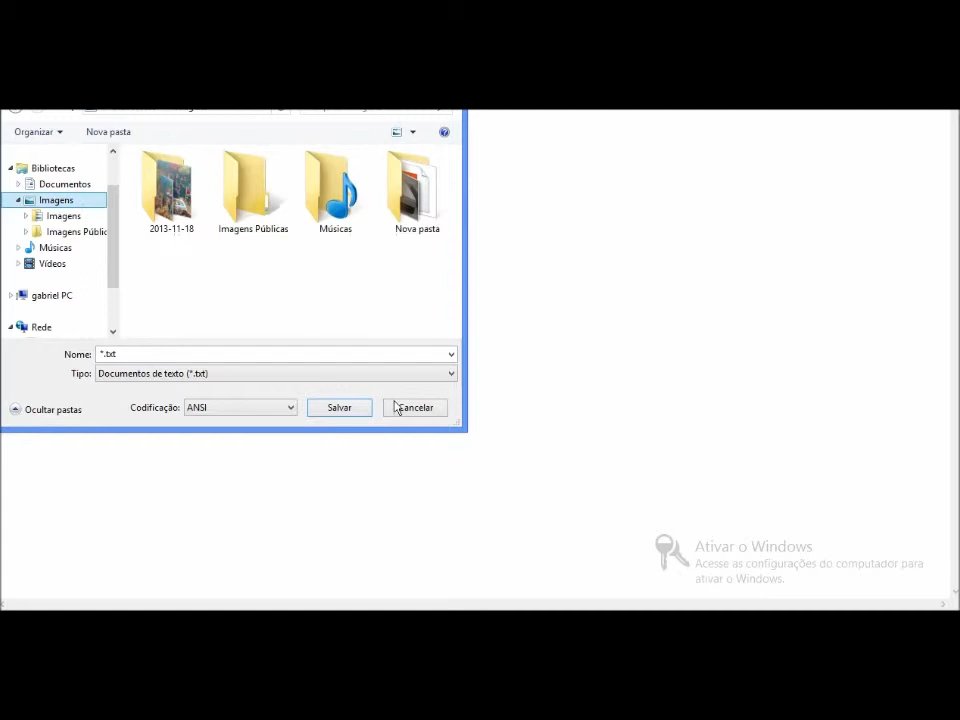 Organizar
Nova pasta
Bibliotecas
Documentos
Imagens
Imagens
Imagens Públic
Músicas
Vídeos
gabriel PC
Rede
2013-11-18
Imagens Públicas
Músicas
Nova pasta
Nome: *.txt
Tipo: Documentos de texto (*.txt)
Ocultar pastas
Codificação: ANSI
Salvar
Cancelar
Ativar o Windows
Acesse as configurações do computador para
ativar o Windows.